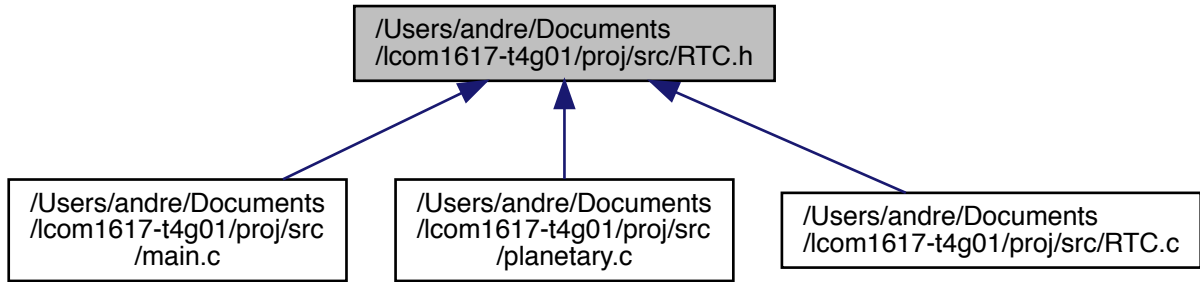 /Users/andre/Documents
/lcom1617-t4g01/proj/src/RTC.h
/Users/andre/Documents
/lcom1617-t4g01/proj/src
/main.c
/Users/andre/Documents
/lcom1617-t4g01/proj/src
/planetary.c
/Users/andre/Documents
/lcom1617-t4g01/proj/src/RTC.c